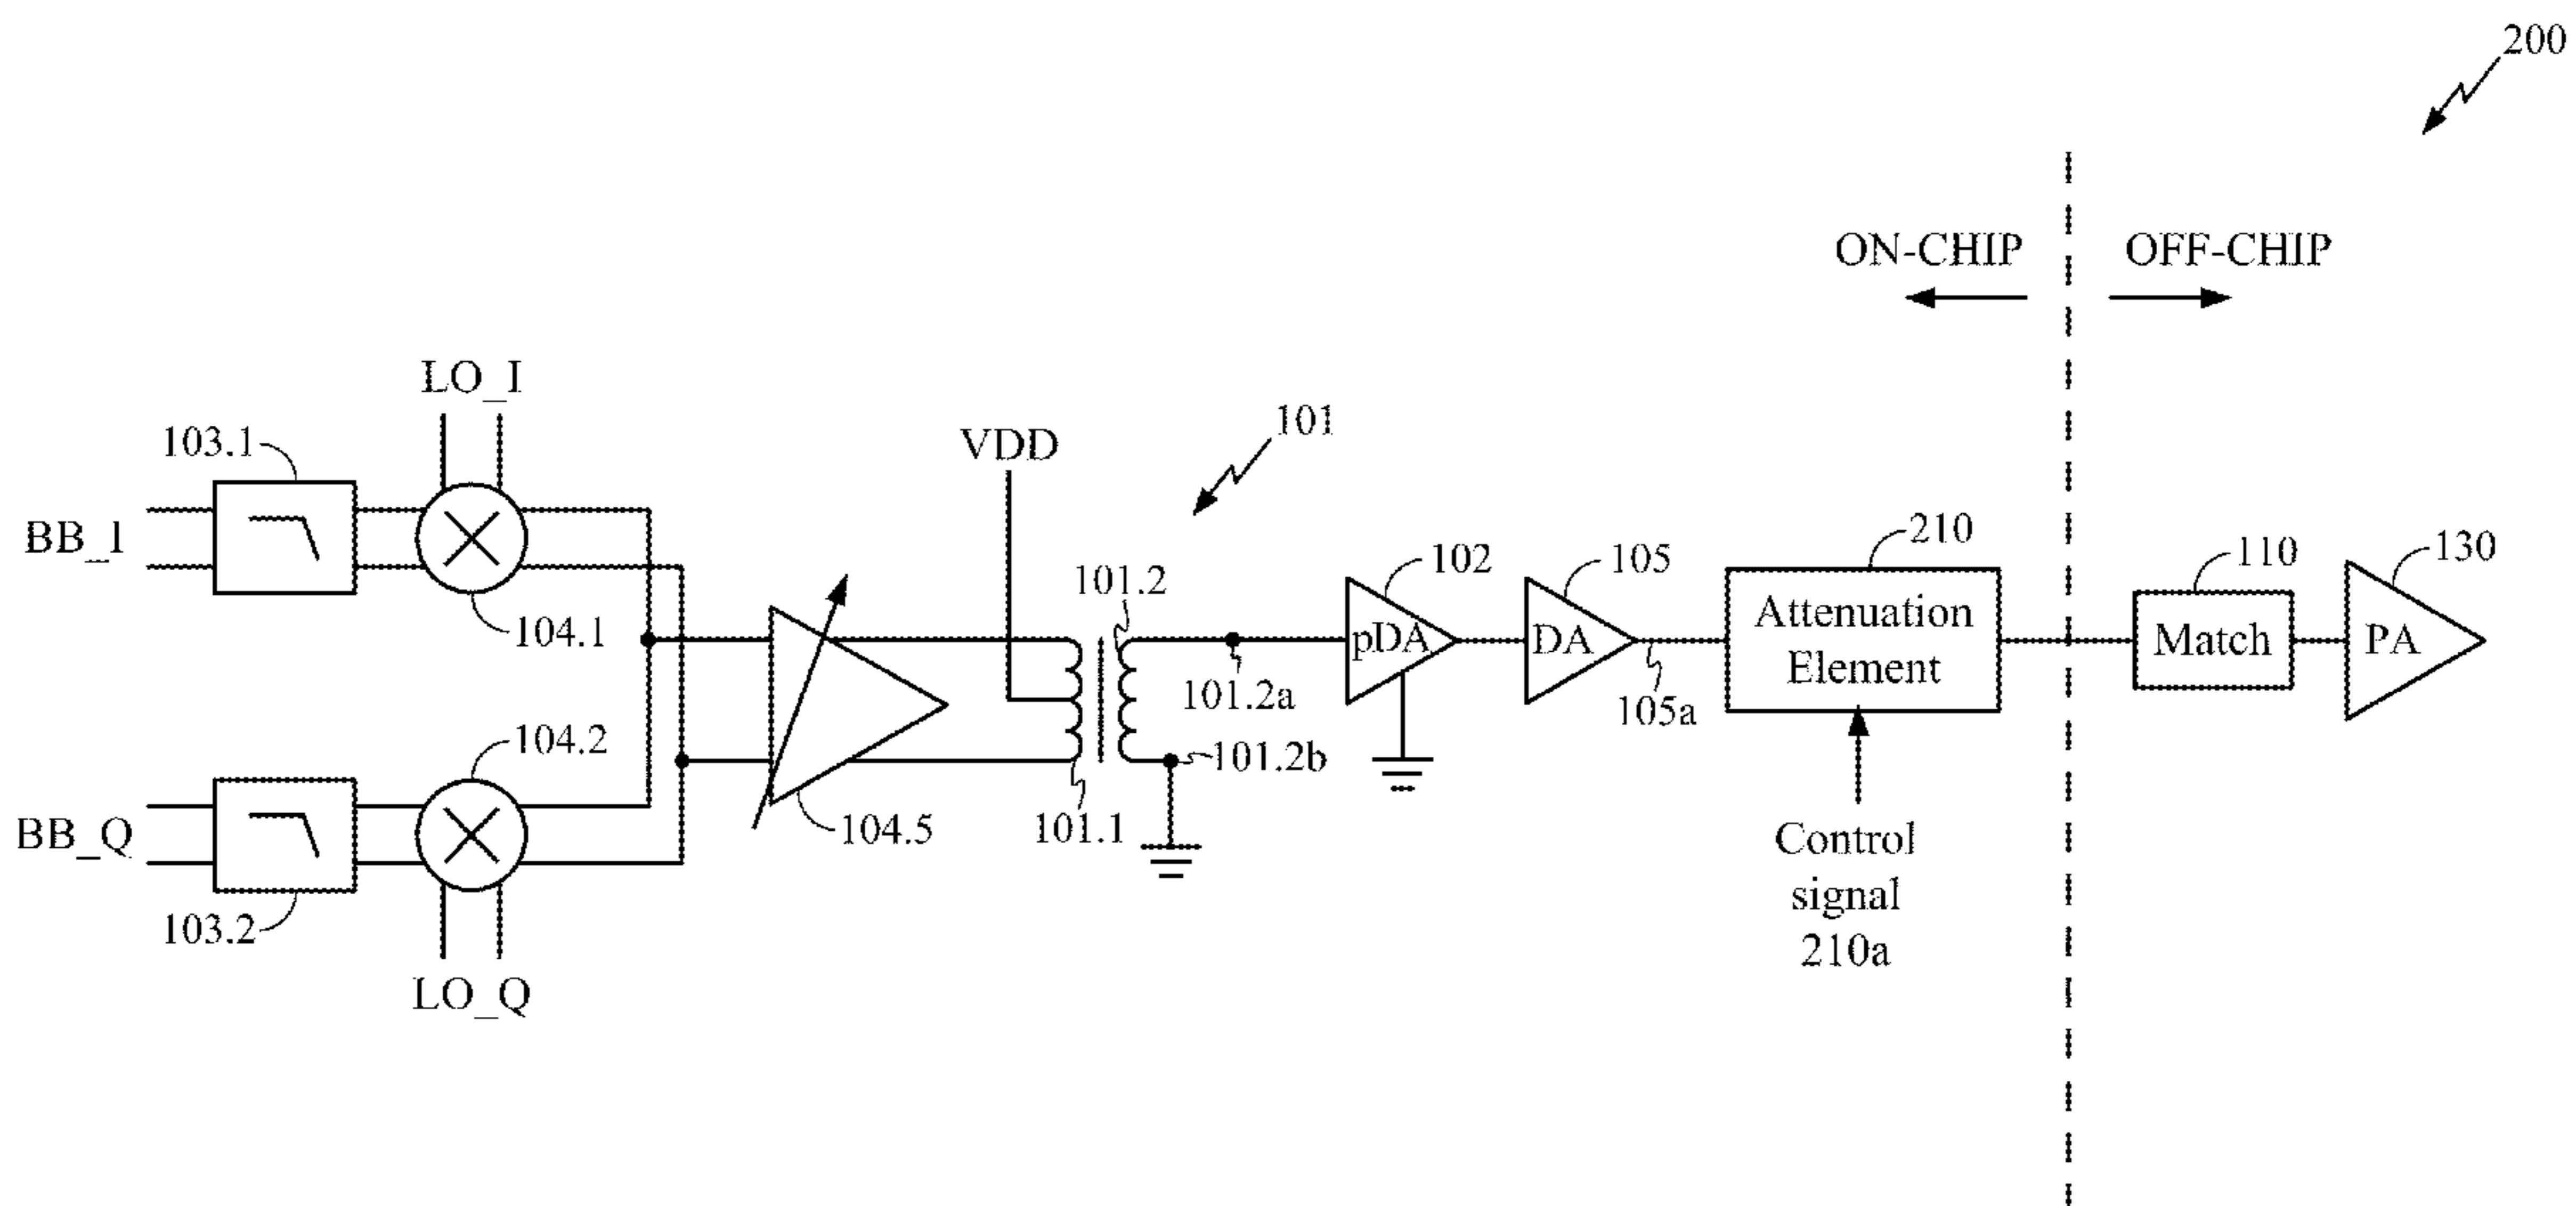 200
ON-CHIP
OFF-CHIP
LO_I
103.1
BB_I
104.1
VDD
101
101.2
101.2a
101.2b
101.1
102
pDA
105
DA
105a
210
Attenuation
Element
110
Match
130
PA
104.2
BB_Q
103.2
LO_Q
104.5
Control
signal
210a